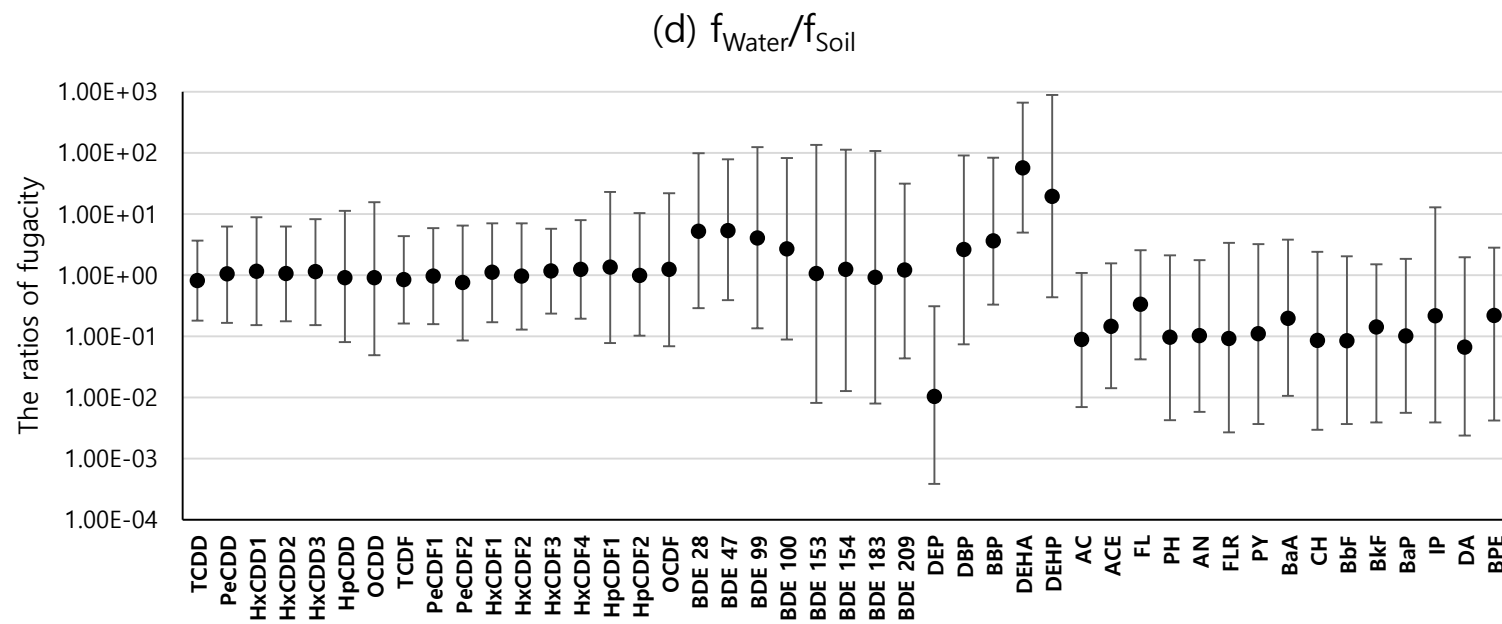 (d) fWater/fSoil
The ratios of fugacity
1.00E+03
1.00E+02
1.00E+01
1.00E+00
1.00E-01
1.00E-02
1.00E-03
1.00E-04
TCDD
PeCDD
HxCDD1
HxCDD2
HxCDD3
HpCDD
OCDD
TCDF
PeCDF1
PeCDF2
HxCDF1
HxCDF2
HxCDF3
HxCDF4
HpCDF1
HpCDF2
OCDF
BDE 28
BDE 47
BDE 99
BDE 100
BDE 153
BDE 154
BDE 183
BDE 209
DEP
DBP
BBP
DEHA
DEHP
AC
ACE
FL
PH
AN
FLR
PY
BaA
CH
BbF
BkF
BaP
IP
DA
BPE